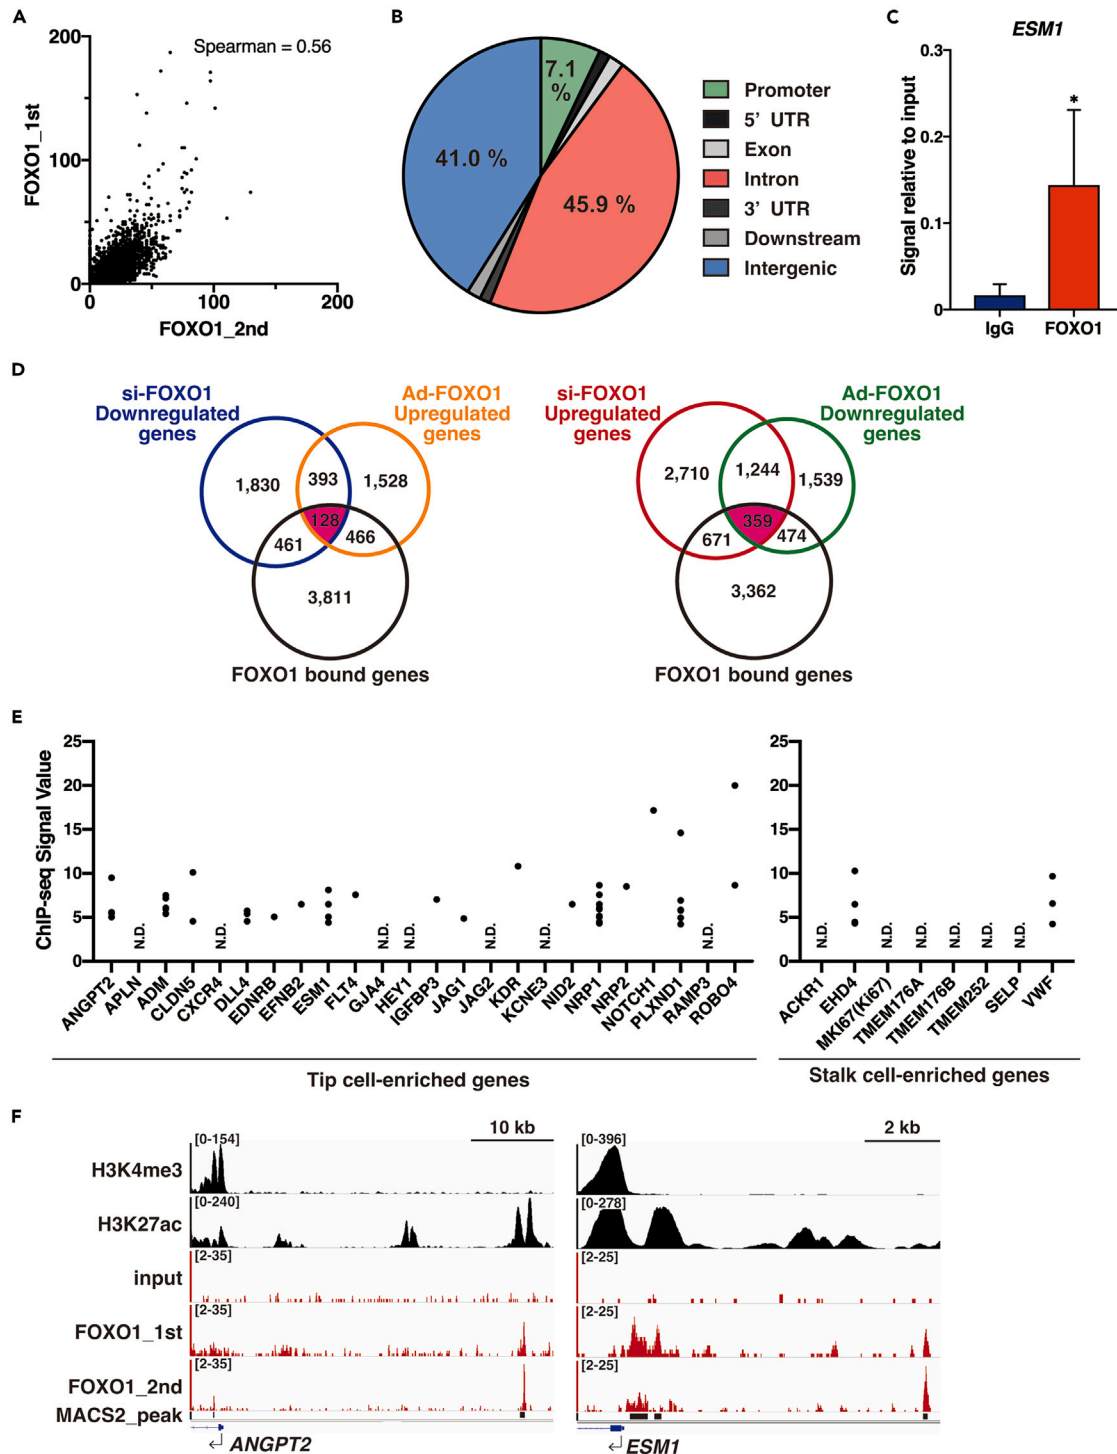 A
Spearman = 0.56
200
100
0
0
100
200
FOXO1_1st
FOXO1_2nd
B
7.1
%
41.0 %
45.9 %
Promoter
5' UTR
Exon
Intron
3' UTR
Downstream
Intergenic
C
ESM1
Signal relative to input
0.3
0.2
0.1
0
*
IgG
FOXO1
D
si-FOXO1
Downregulated
genes
Ad-FOXO1
Upregulated
genes
1,830
393
1,528
128
461
466
3,811
FOXO1 bound genes
si-FOXO1
Upregulated
genes
Ad-FOXO1
Downregulated
genes
2,710
1,244
1,539
359
671
474
3,362
FOXO1 bound genes
E
ChIP-seq Signal Value
25
20
15
10
5
0
N.D.
N.D.
N.D.
N.D.
N.D.
N.D.
N.D.
ANGPT2
APLN
ADM
CLDN5
CXCR4
DLL4
EDNRB
EFNB2
ESM1
FLT4
GJA4
HEY1
IGFBP3
JAG1
JAG2
KDR
KCNE3
NID2
NRP1
NRP2
NOTCH1
PLXND1
RAMP3
ROBO4
Tip cell-enriched genes
25
20
15
10
5
0
N.D.
N.D.
N.D.
N.D.
N.D.
N.D.
ACKR1
EHD4
MKI67(Ki67)
TMEM176A
TMEM176B
TMEM252
SELP
VWF
Stalk cell-enriched genes
F
10 kb
2 kb
H3K4me3
[0-154]
[0-396]
H3K27ac
[0-240]
[0-278]
input
[2-35]
[2-25]
FOXO1_1st
[2-35]
[2-25]
FOXO1_2nd
[2-35]
[2-25]
MACS2_peak
ANGPT2
ESM1